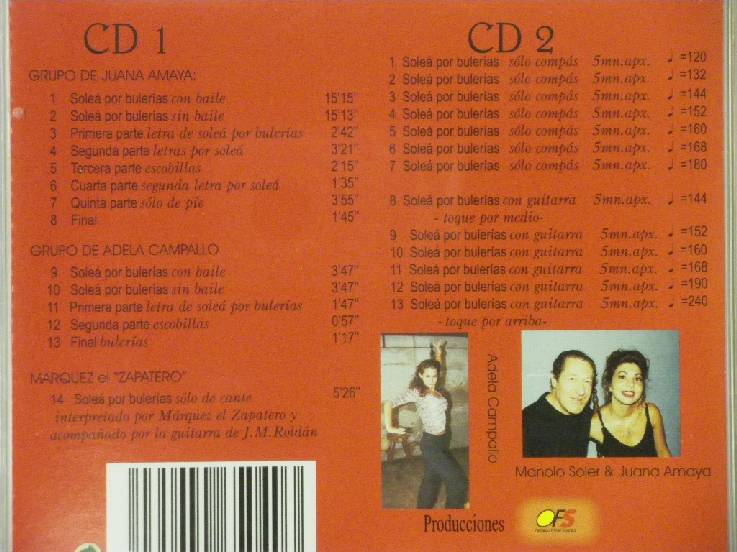 CD 1
GRUPO DE JUANA AMAYA:
1 Soleá por bulerías con baile 15'15"
2 Soleá por bulerías sin baile 15'13"
3 Primera parte letra de soleá por bulerías 2'42"
4 Segunda parte letras por soleá 3'21"
5 Tercera parte escobillas 2'15"
6 Cuarta parte segunda letra por soleá 1'35"
7 Quinta parte sólo de pie 3'55"
8 Final 1'45"
GRUPO DE ADELA CAMPALLO
9 Soleá por bulerías con baile 3'47"
10 Soleá por bulerías sin baile 3'47"
11 Primera parte letra de soleá por bulerías 1'47"
12 Segunda parte escobillas 0'57"
13 Final bulerías 1'17"
MARQUEZ el "ZAPATERO"
14 Soleá por bulerías sólo de cante 5'26"
interpretado por Márquez el Zapatero y
acompañado por la guitarra de J.M.Roldán
CD 2
1 Soleá por bulerías sólo compás 5mn.apx. ♩ =120
2 Soleá por bulerías sólo compás 5mn.apx. ♩ =132
3 Soleá por bulerías sólo compás 5mn.apx. ♩ =144
4 Soleá por bulerías sólo compás 5mn.apx. ♩ =152
5 Soleá por bulerías sólo compás 5mn.apx. ♩ =160
6 Soleá por bulerías sólo compás 5mn.apx. ♩ =168
7 Soleá por bulerías sólo compás 5mn.apx. ♩ =180
8 Soleá por bulerías con guitarra 5mn.apx. ♩ =144
- toque por medio-
9 Soleá por bulerías con guitarra 5mn.apx. ♩ =152
10 Soleá por bulerías con guitarra 5mn.apx. ♩ =160
11 Soleá por bulerías con guitarra 5mn.apx. ♩ =168
12 Soleá por bulerías con guitarra 5mn.apx. ♩ =190
13 Soleá por bulerías con guitarra 5mn.apx. ♩ =240
-toque por arriba-
Adela Campallo
Manolo Soler & Juana Amaya
Producciones
OFS